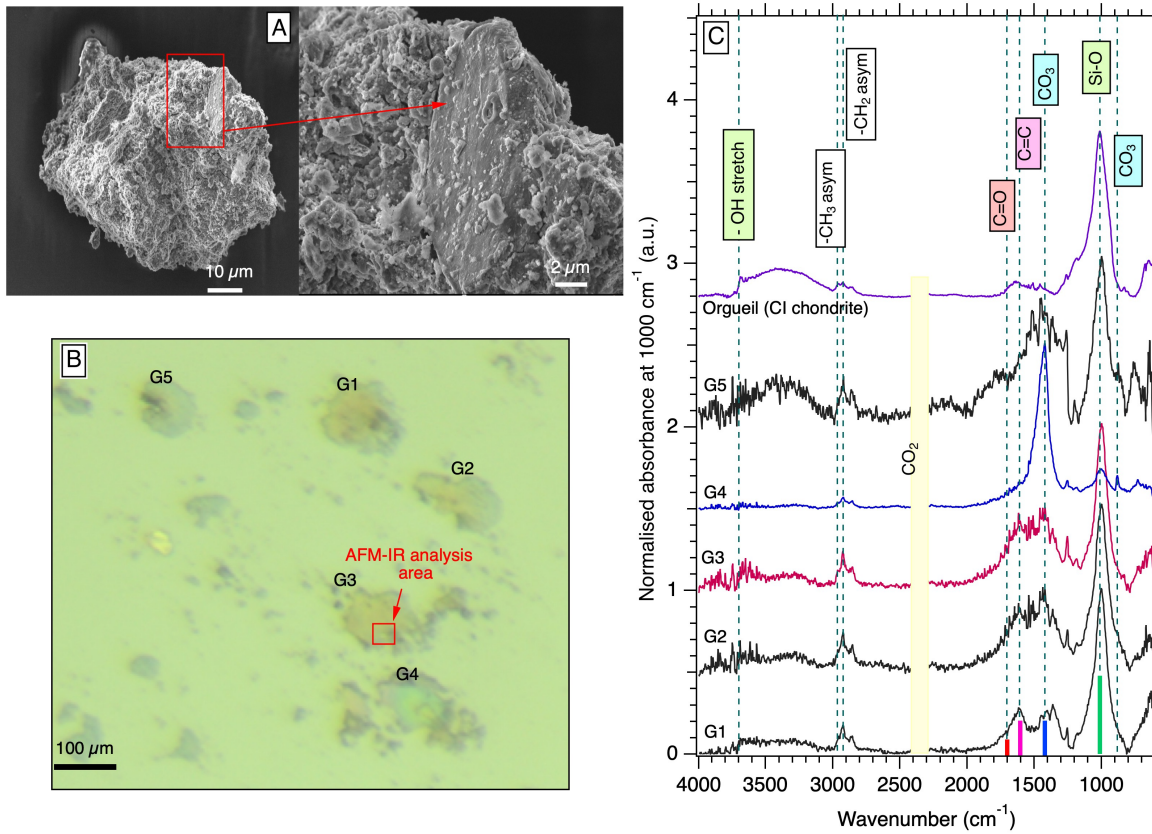 A
10 µm
2 µm
B
G5
G1
G2
AFM-IR analysis
area
G3
G4
100 µm
C
Normalised absorbance at 1000 cm⁻¹ (a.u.)
4
3
2
1
0
- OH stretch
-CH₃ asym
-CH₂ asym
C=O
C=C
CO₃
Si-O
CO₃
Orgueil (CI chondrite)
G5
CO₂
G4
G3
G2
G1
4000
3500
3000
2500
2000
1500
1000
Wavenumber (cm⁻¹)